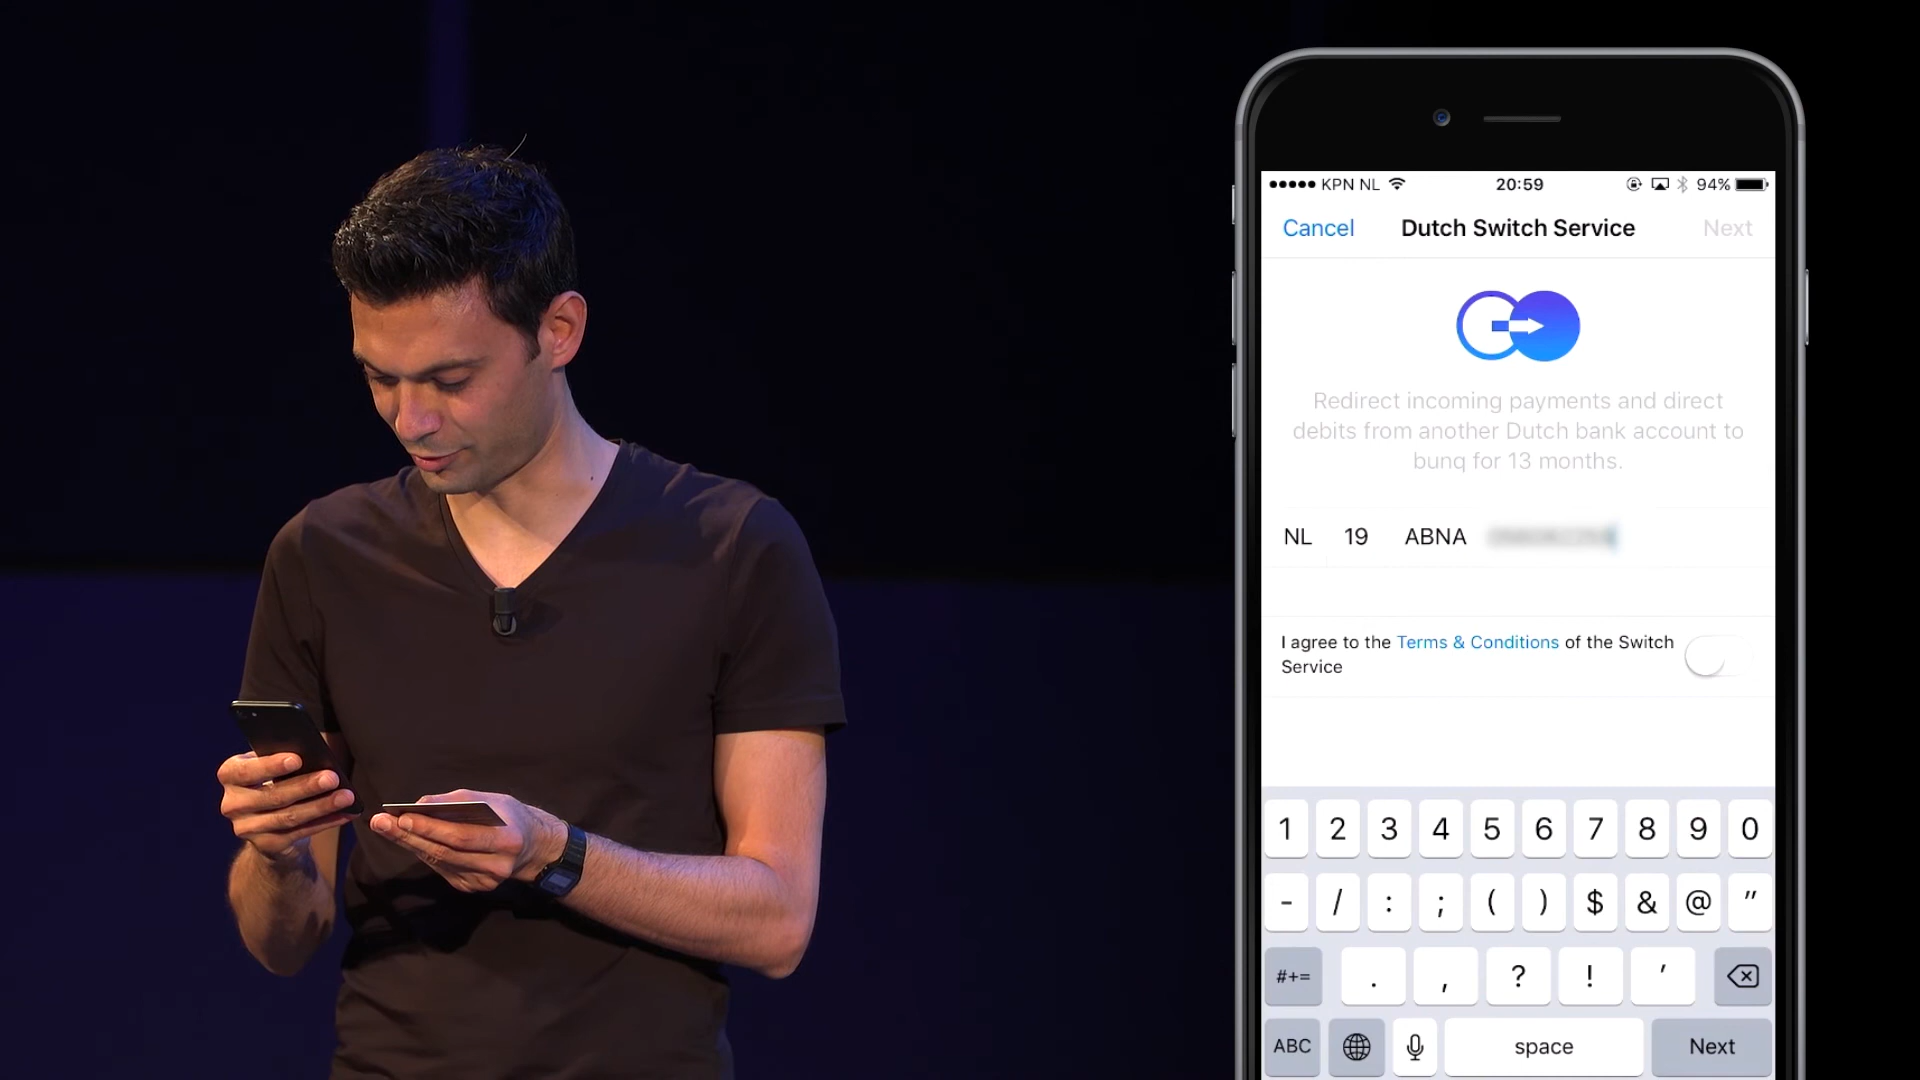 KPN NL 20:59 94%
Cancel Dutch Switch Service Next
Redirect incoming payments and direct
debits from another Dutch bank account to
bunq for 13 months.
NL 19 ABNA
I agree to the Terms & Conditions of the Switch
Service
1 2 3 4 5 6 7 8 9 0
- / : ; ( ) $ & @ "
#+= . , ? ! ’
ABC space Next